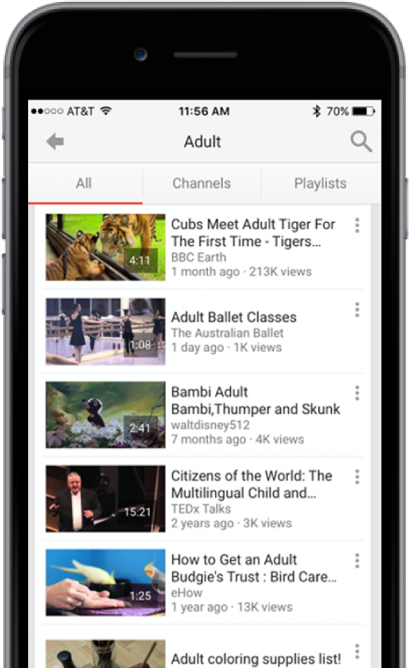 AT&T 11:56 AM 70%
Adult
All Channels Playlists
4:11
Cubs Meet Adult Tiger For
The First Time - Tigers...
BBC Earth
1 month ago · 213K views
1:08
Adult Ballet Classes
The Australian Ballet
1 day ago · 1K views
2:41
Bambi Adult
Bambi,Thumper and Skunk
waltdisney512
7 months ago · 4K views
15:21
Citizens of the World: The
Multilingual Child and...
TEDx Talks
2 years ago · 3K views
1:25
How to Get an Adult
Budgie's Trust : Bird Care...
eHow
1 year ago · 13K views
Adult coloring supplies list!